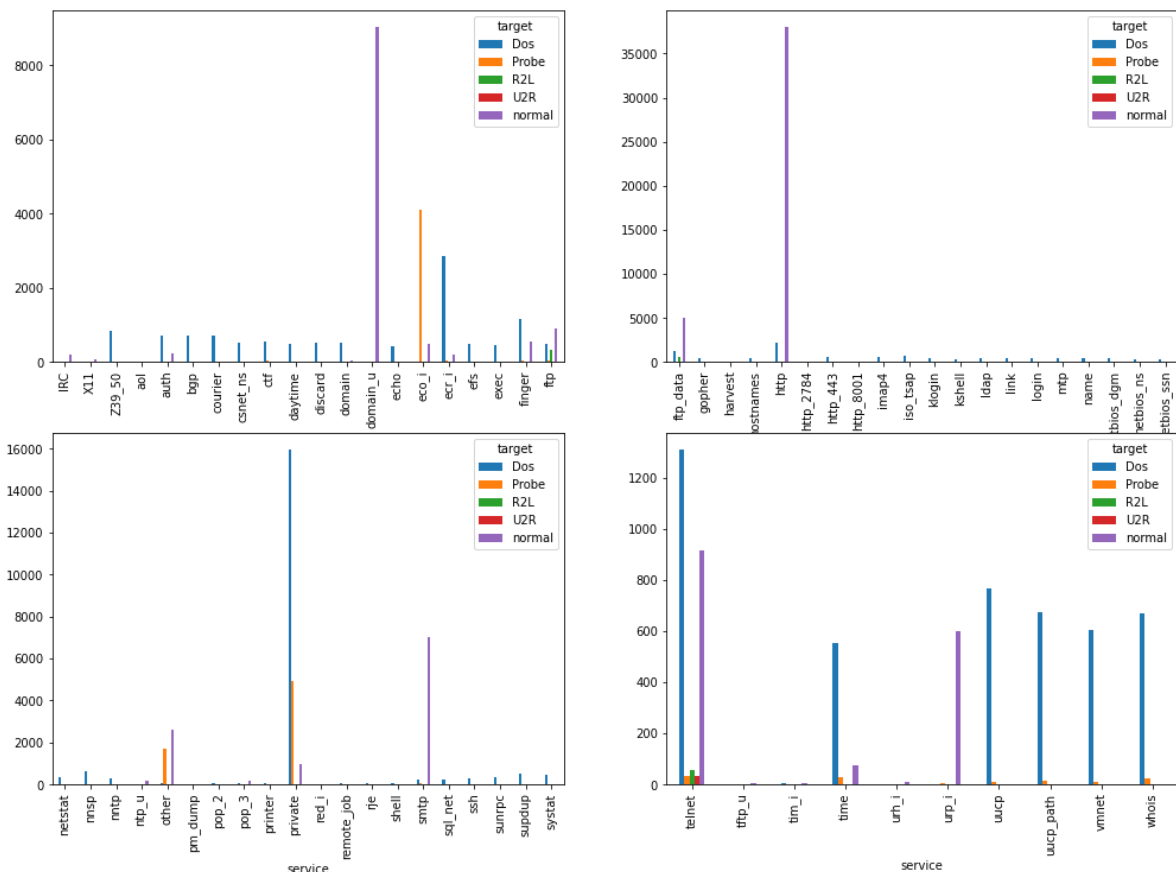 target
Dos
Probe
R2L
U2R
normal
8000
6000
4000
2000
0
IRC
X11
Z39_50
aol
auth
bgp
courier
csnet_ns
ctf
daytime
discard
domain
domain_u
echo
eco_i
ecr_i
efs
exec
finger
ftp
target
Dos
Probe
R2L
U2R
normal
35000
30000
25000
20000
15000
10000
5000
0
ftp_data
gopher
harvest
ostnames
http
http_2784
http_443
http_8001
imap4
iso_tsap
klogin
kshell
ldap
link
login
mtp
name
etbios_dgm
etbios_ns
etbios_ssn
target
Dos
Probe
R2L
U2R
normal
16000
14000
12000
10000
8000
6000
4000
2000
0
netstat
nnsp
nntp
ntp_u
other
pm_dump
pop_2
pop_3
printer
private
red_i
remote_job
rje
shell
smtp
sql_net
ssh
sunrpc
supdup
systat
service
target
Dos
Probe
R2L
U2R
normal
1200
1000
800
600
400
200
0
telnet
tftp_u
tim_i
time
urh_i
urp_i
uucp
uucp_path
vmnet
whois
service